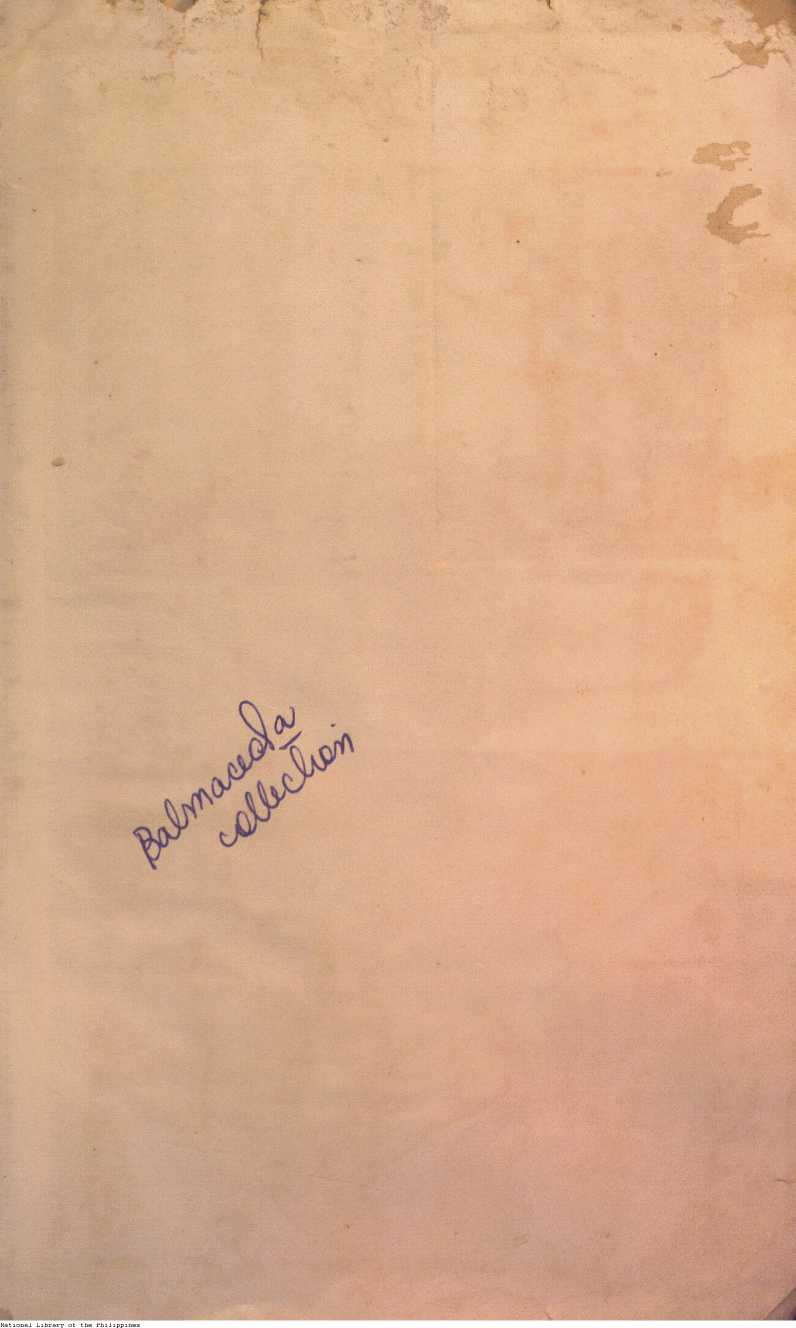 Balmaceda
collection
National Library of the Philippines